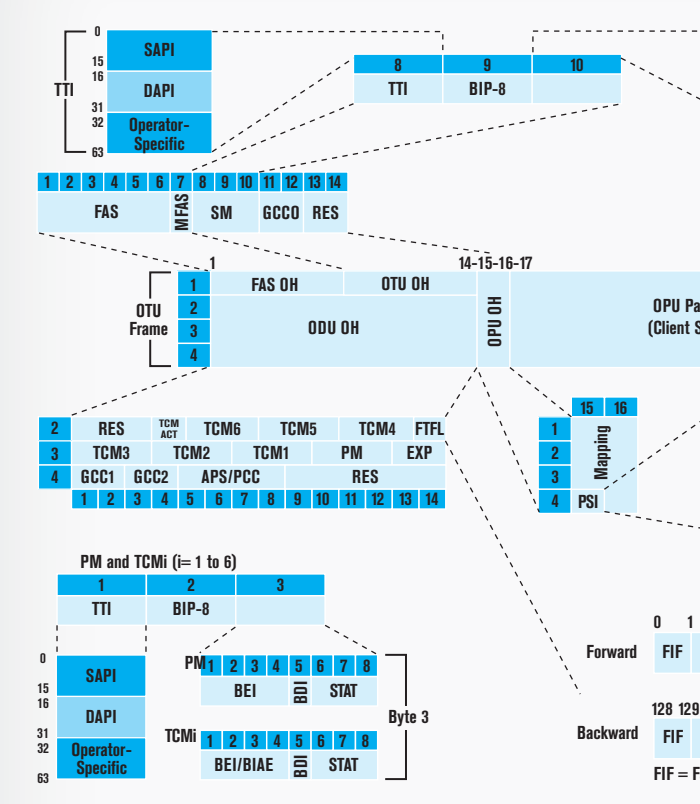 0
SAPI
15
16
TTI
DAPI
31
32
Operator-
Specific
63
8 9 10
TTI BIP-8
1 2 3 4 5 6 7 8 9 10 11 12 13 14
FAS MFAS SM GCC0 RES
1 14-15-16-17
OTU
Frame
1 FAS OH OTU OH
2
3
4
ODU OH
OPU OH
OPU Pa
(Client S
2 RES TCM ACT TCM6 TCM5 TCM4 FTFL
3 TCM3 TCM2 TCM1 PM EXP
4 GCC1 GCC2 APS/PCC RES
1 2 3 4 5 6 7 8 9 10 11 12 13 14
15 16
1
2
3
4 PSI
Mapping
PM and TCMi (i= 1 to 6)
1 2 3
TTI BIP-8
0
SAPI
15
16
DAPI
31
32
Operator-
Specific
63
PM 1 2 3 4 5 6 7 8
BEI BDI STAT
Byte 3
TCMi 1 2 3 4 5 6 7 8
BEI/BIAE BDI STAT
0 1
Forward FIF
128 129
Backward FIF
FIF = F